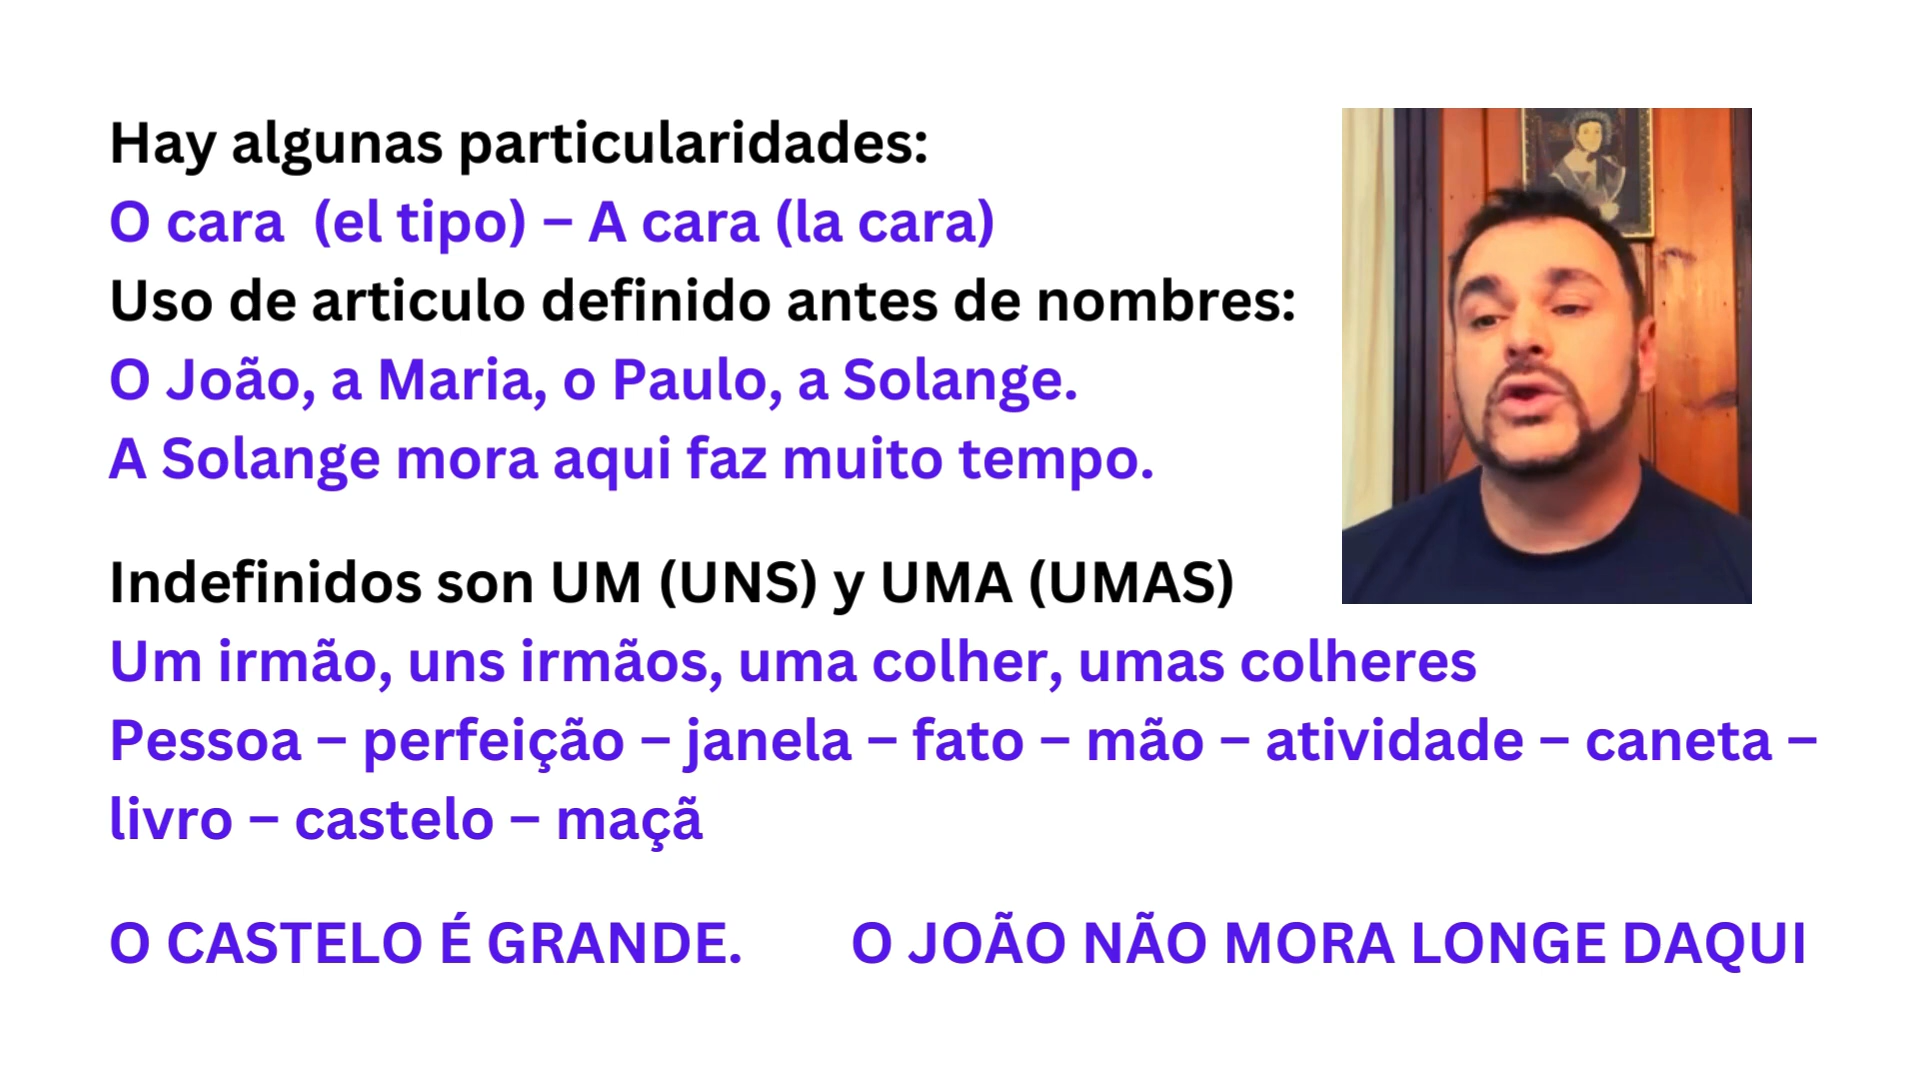 Hay algunas particularidades:
O cara  (el tipo) – A cara (la cara)
Uso de articulo definido antes de nombres:
O João, a Maria, o Paulo, a Solange.
A Solange mora aqui faz muito tempo.
Indefinidos son UM (UNS) y UMA (UMAS)
Um irmão, uns irmãos, uma colher, umas colheres
Pessoa – perfeição – janela – fato – mão – atividade – caneta –
livro – castelo – maçã
O CASTELO É GRANDE.       O JOÃO NÃO MORA LONGE DAQUI